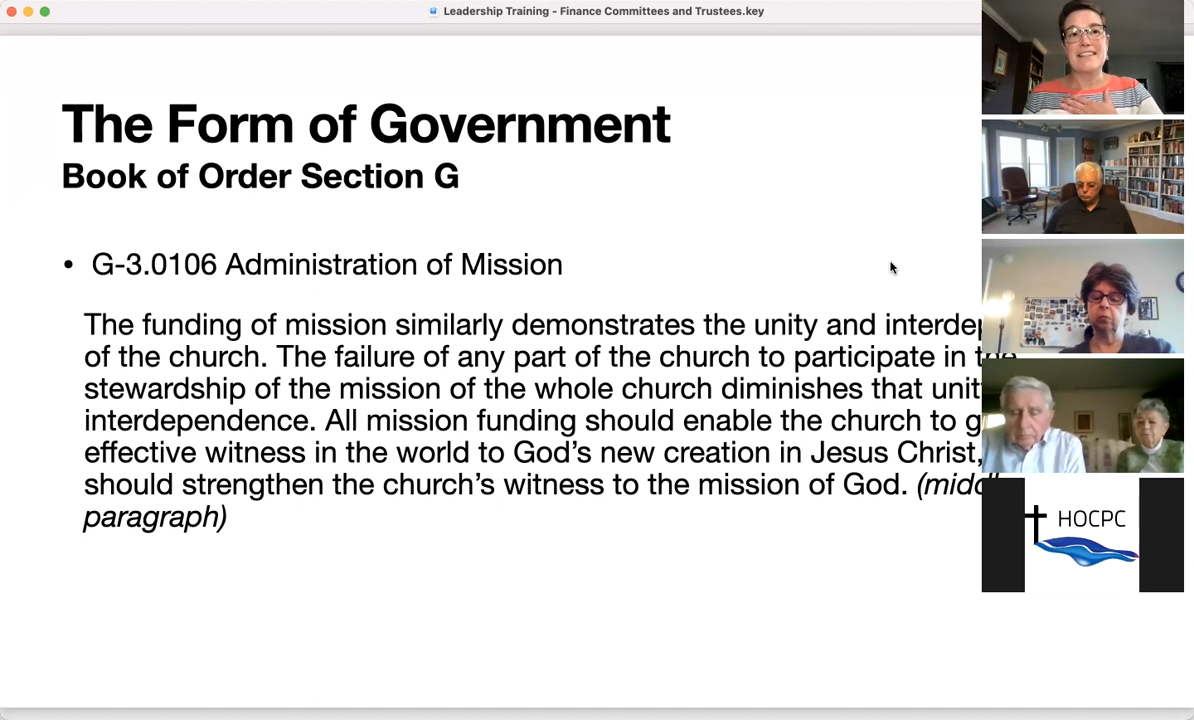 Leadership Training - Finance Committees and Trustees.key
The Form of Government
Book of Order Section G
• G-3.0106 Administration of Mission
The funding of mission similarly demonstrates the unity and
of the church. The failure of any part of the church to participate in the
stewardship of the mission of the whole church diminishes that
interdependence. All mission funding should enable the church to
effective witness in the world to God’s new creation in Jesus Christ,
should strengthen the church’s witness to the mission of God.
paragraph)
HOCPC